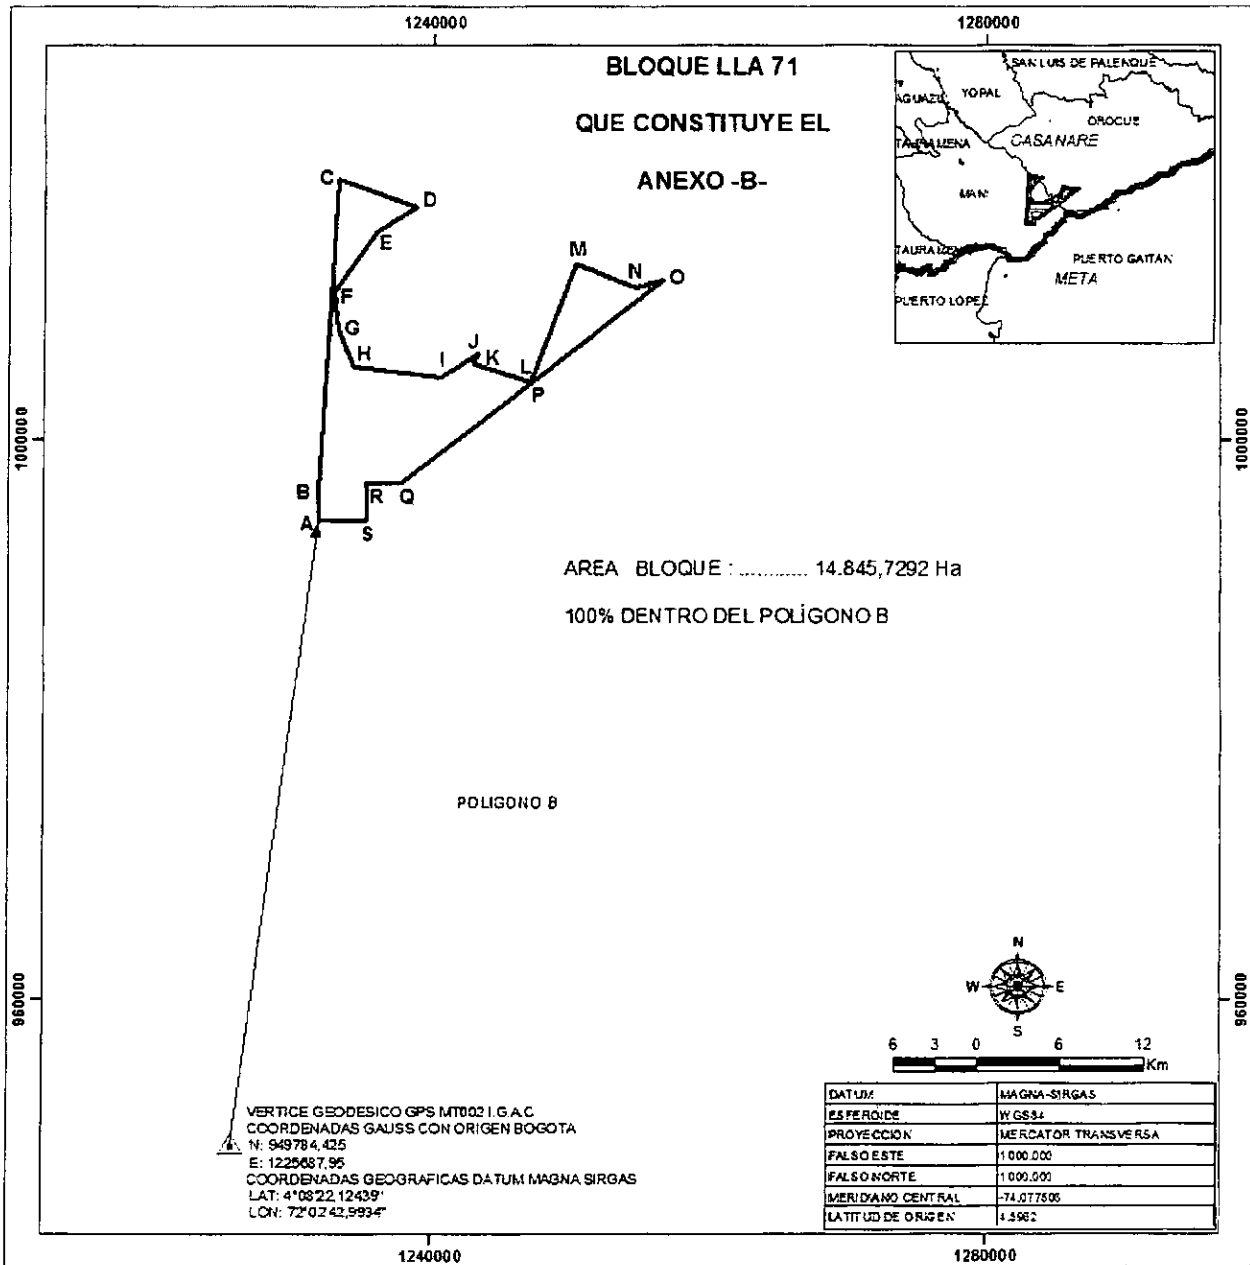 1240000
1280000
BLOQUE LLA 71
QUE CONSTITUYE EL
ANEXO -B-
SAN LUIS DE PALENQUE
AGUAZUL
YOPAL
OROCUE
TAURAMENA
CASANARE
MANI
TAURAMENA
PUERTO GAITAN
META
PUERTO LOPEZ
C
D
E
M
N
O
F
G
H
I
J
K
L
P
1000000
1000000
B
R
Q
A
S
AREA BLOQUE : .......... 14.845,7292 Ha
100% DENTRO DEL POLÍGONO B
POLIGONO B
960000
960000
N
W
E
S
6 3 0 6 12
Km
VERTICE GEODESICO GPS MT002 I.G.A.C
COORDENADAS GAUSS CON ORIGEN BOGOTA
N: 949784,425
E: 1225687,95
COORDENADAS GEOGRAFICAS DATUM MAGNA SIRGAS
LAT: 4°08'22,12439"
LON: 72°02'42,9934"
DATUM MAGNA-SIRGAS
ESFEROIDE WGS84
PROYECCION MERCATOR TRANSVERSA
FALSO ESTE 1 000.000
FALSO NORTE 1 000.000
MERIDIANO CENTRAL
LATITUD DE ORIGEN
1240000
1280000